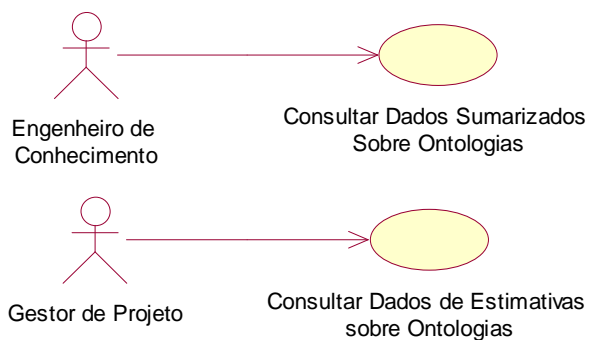 Engenheiro de
Conhecimento
Consultar Dados Sumarizados
Sobre Ontologias
Gestor de Projeto
Consultar Dados de Estimativas
sobre Ontologias